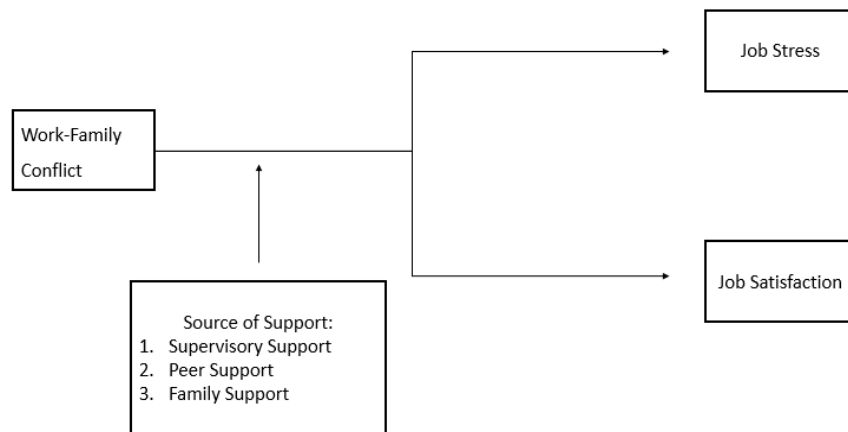 Job Stress
Work-Family
Conflict
Job Satisfaction
Source of Support:
1. Supervisory Support
2. Peer Support
3. Family Support